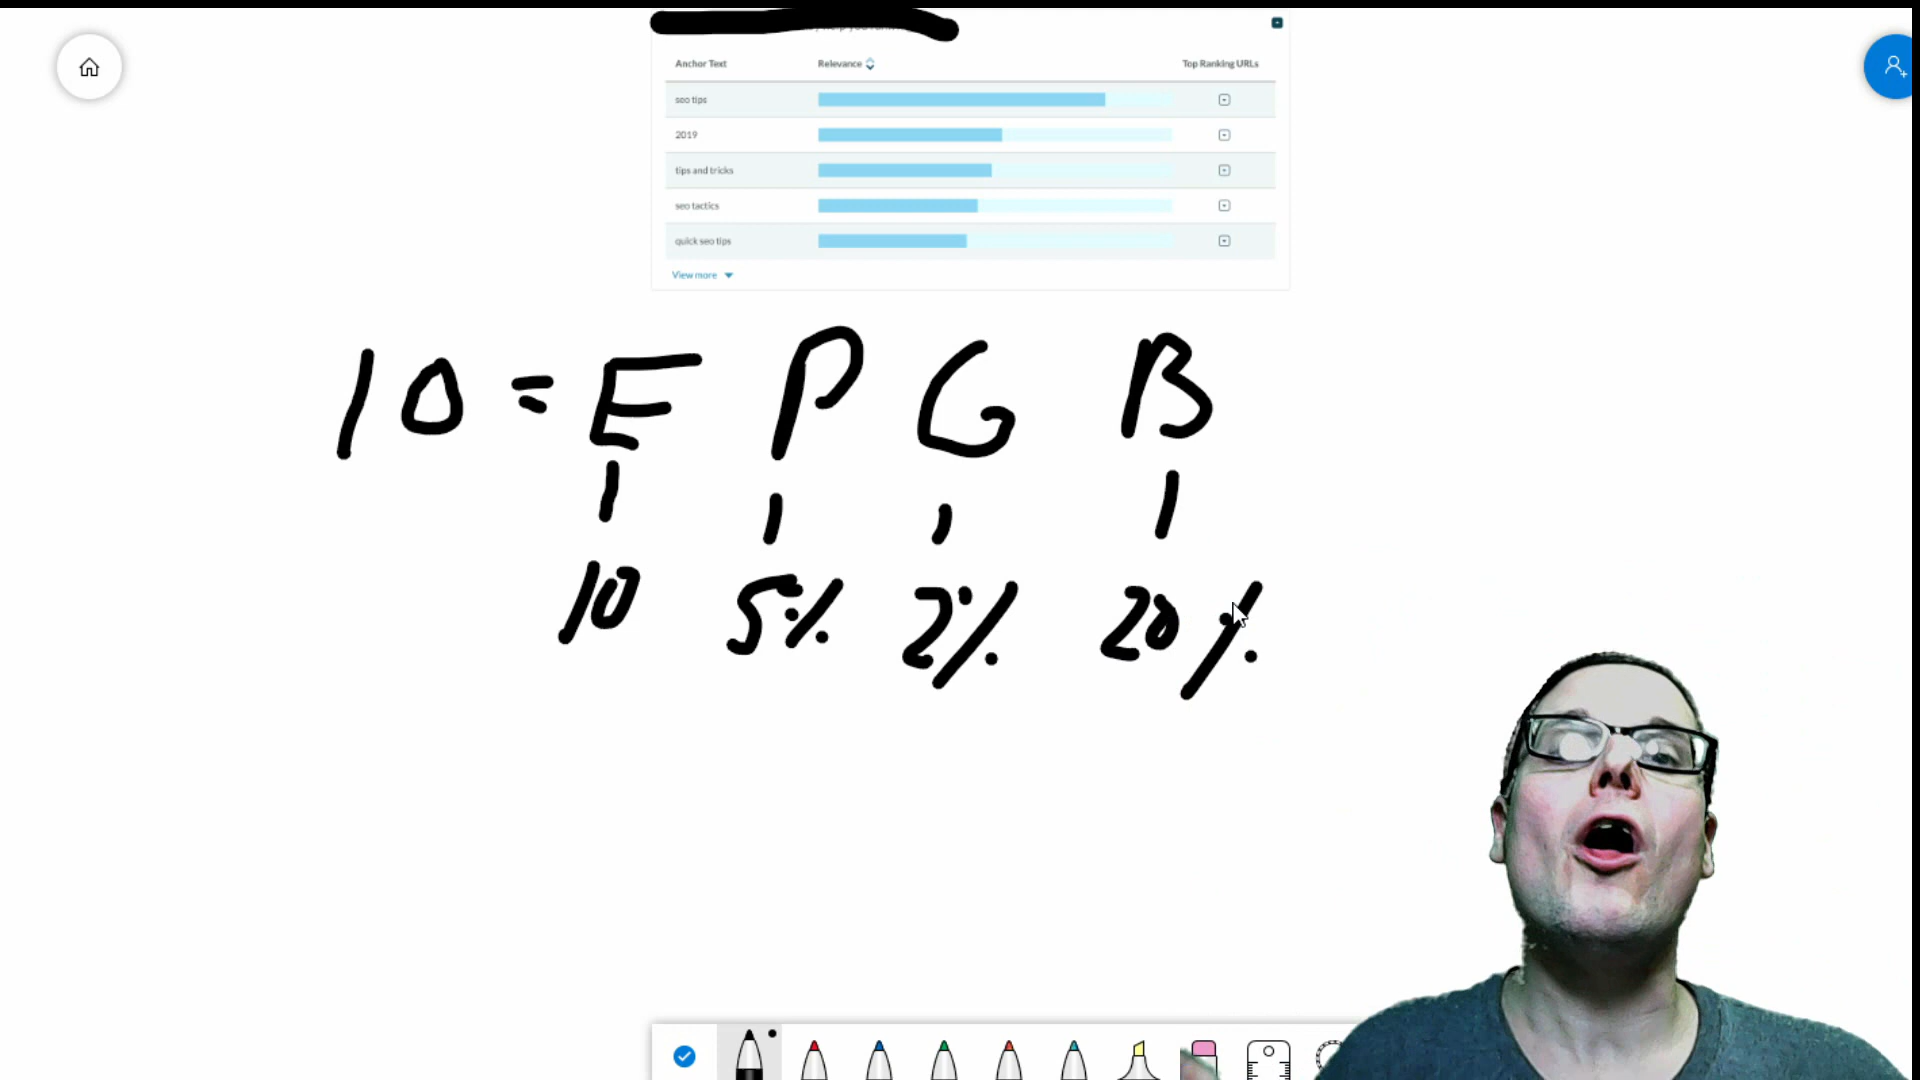 Anchor Text Relevance Top Ranking URLs
seo tips
2019
tips and tricks
seo tactics
quick seo tips
View more
10 = E P G B
10 5% 2% 20%